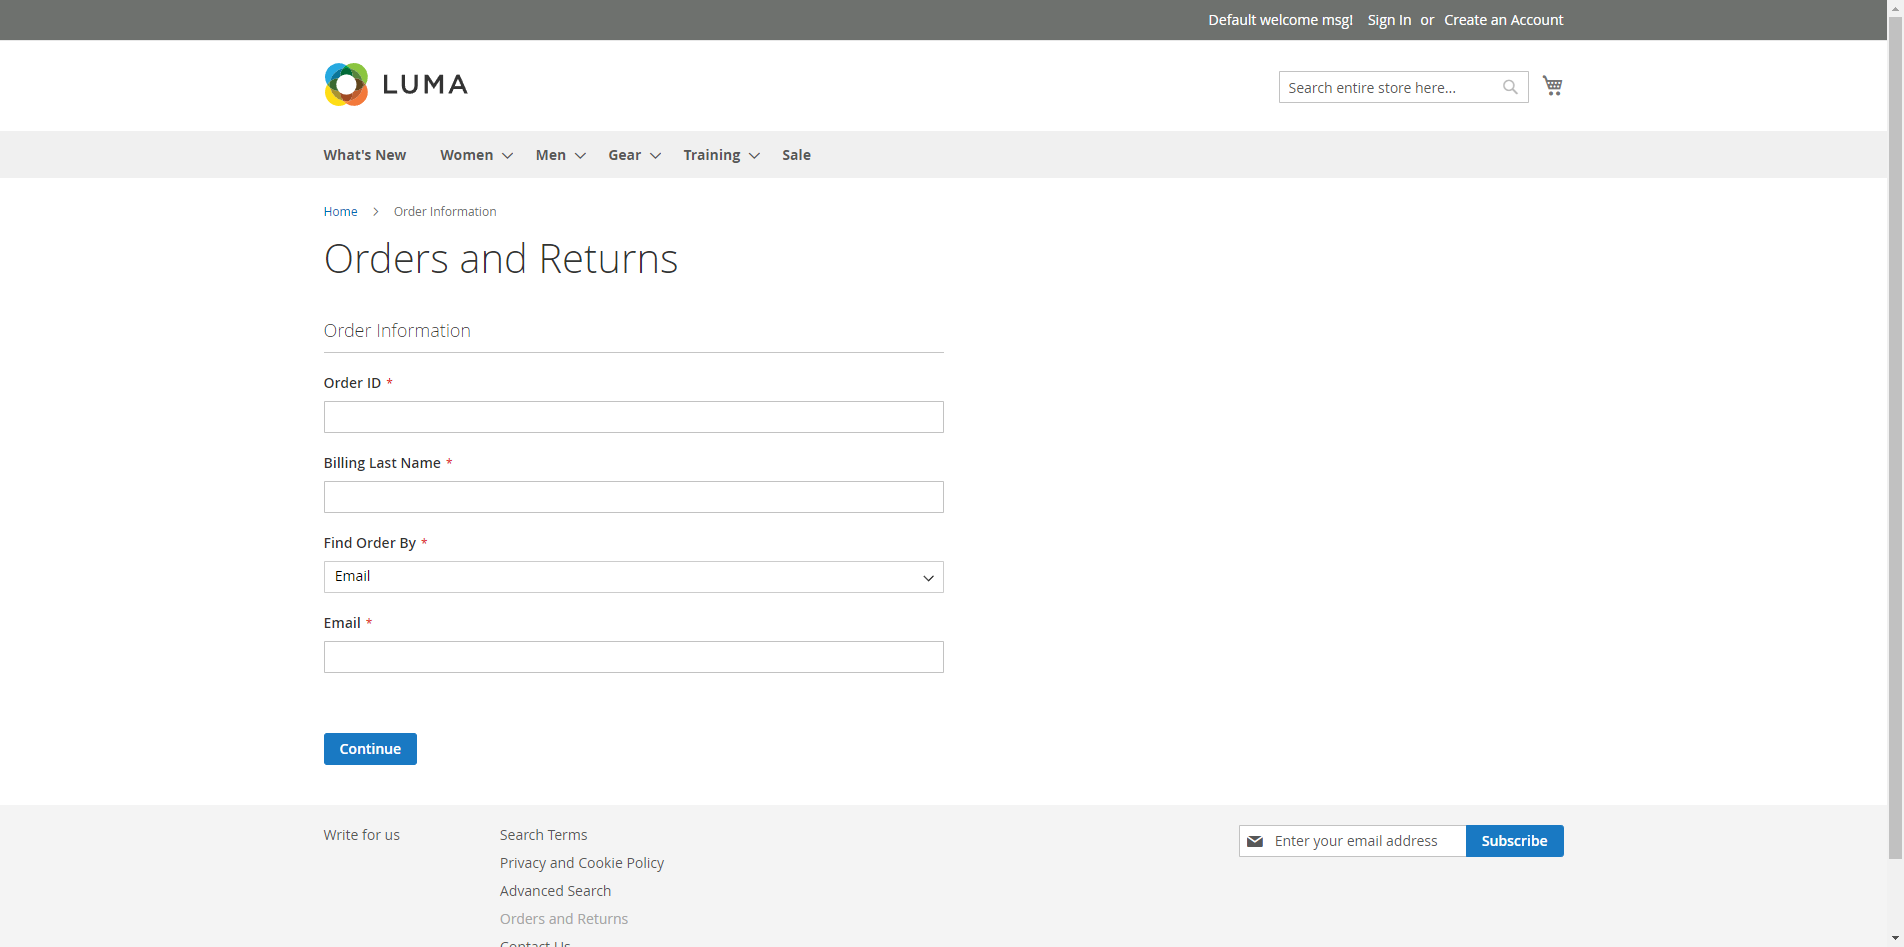 Default welcome msg! Sign In or Create an Account
LUMA
Search entire store here...
What's New Women Men Gear Training Sale
Home Order Information
Orders and Returns
Order Information
Order ID *
Billing Last Name *
Find Order By *
Email
Email *
Continue
Write for us
Search Terms
Privacy and Cookie Policy
Advanced Search
Orders and Returns
Contact Us
Enter your email address Subscribe